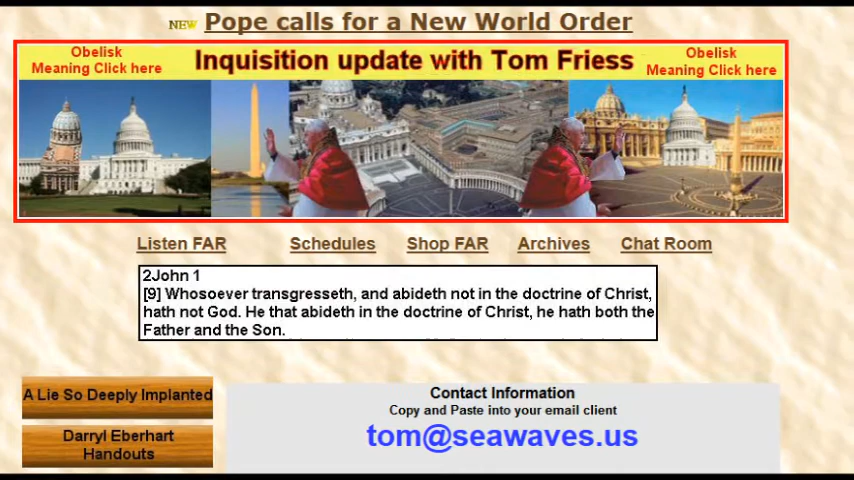 NEW Pope calls for a New World Order
Obelisk
Meaning Click here
Inquisition update with Tom Friess
Obelisk
Meaning Click here
Listen FAR Schedules Shop FAR Archives Chat Room
2John 1
[9] Whosoever transgresseth, and abideth not in the doctrine of Christ,
hath not God. He that abideth in the doctrine of Christ, he hath both the
Father and the Son.
A Lie So Deeply Implanted
Darryl Eberhart
Handouts
Contact Information
Copy and Paste into your email client
tom@seawaves.us